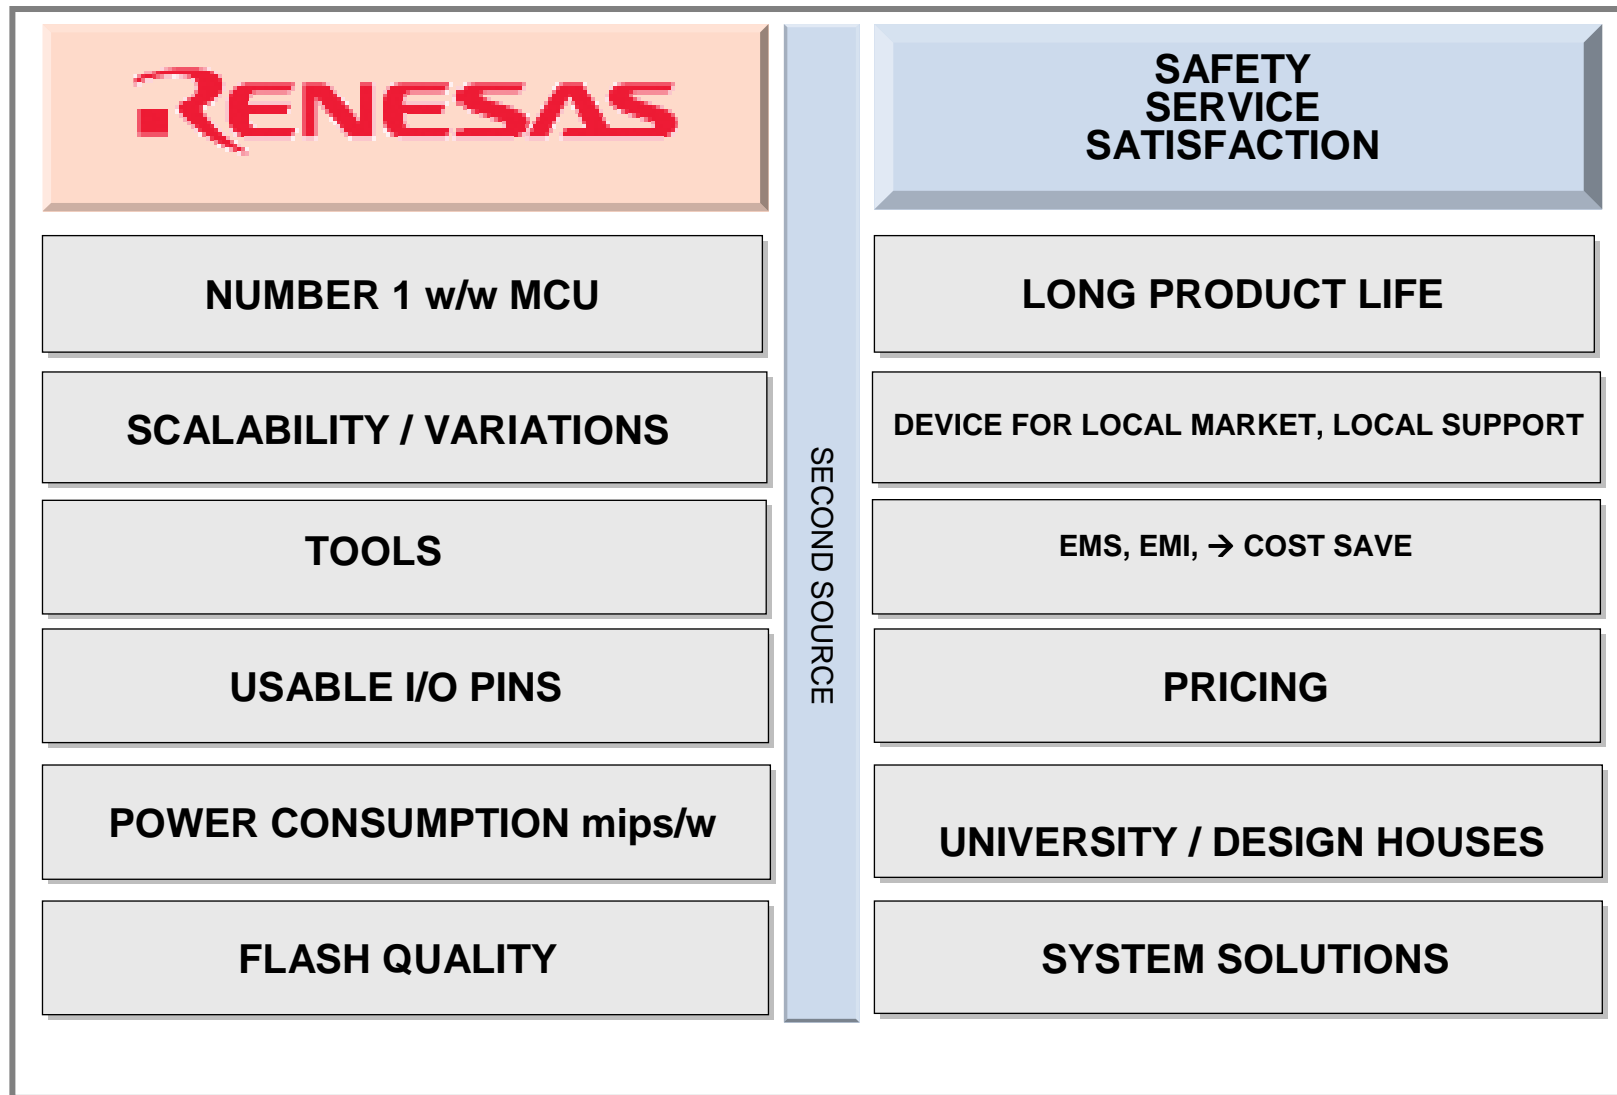 RENESAS
NUMBER 1 w/w MCU
SCALABILITY / VARIATIONS
TOOLS
USABLE I/O PINS
POWER CONSUMPTION mips/w
FLASH QUALITY
SECOND SOURCE
SAFETY
SERVICE
SATISFACTION
LONG PRODUCT LIFE
DEVICE FOR LOCAL MARKET, LOCAL SUPPORT
EMS, EMI, → COST SAVE
PRICING
UNIVERSITY / DESIGN HOUSES
SYSTEM SOLUTIONS